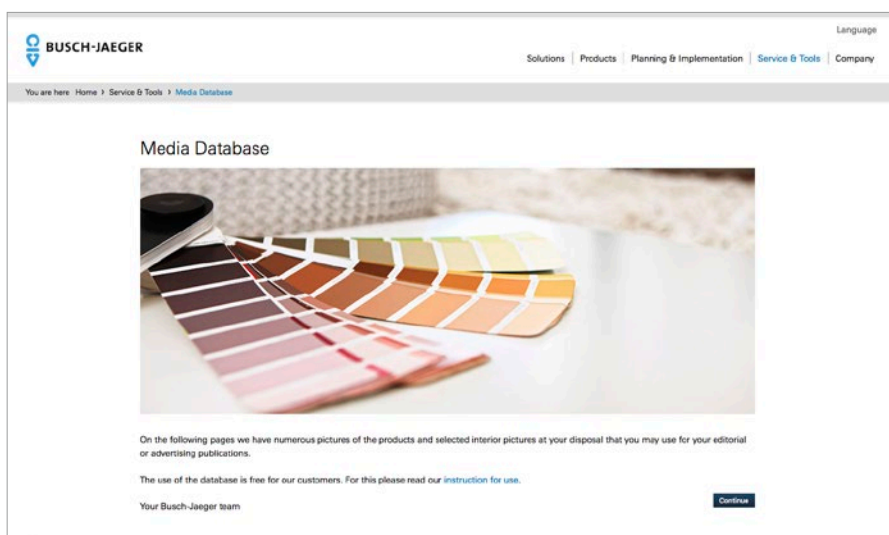 Language
BUSCH-JAEGER
Solutions Products Planning & Implementation Service & Tools Company
You are here Home > Service & Tools > Media Database
Media Database
On the following pages we have numerous pictures of the products and selected interior pictures at your disposal that you may use for your editorial
or advertising publications.
The use of the database is free for our customers. For this please read our instruction for use.
Your Busch-Jaeger team
Continue